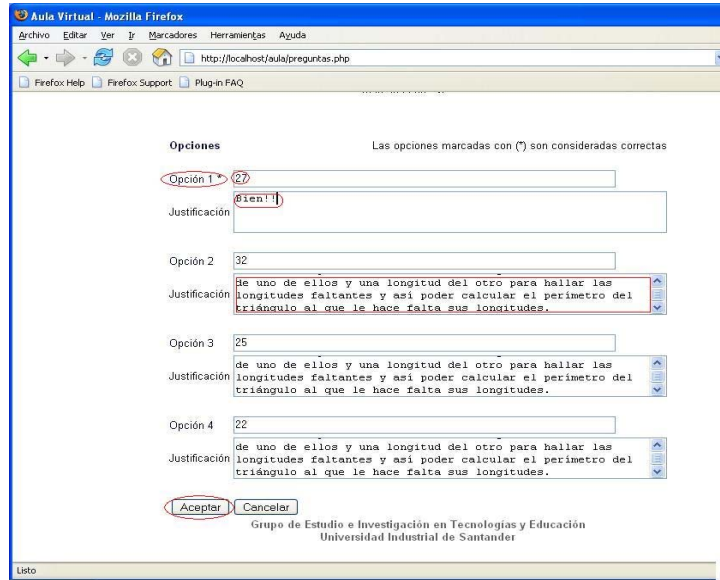 Aula Virtual - Mozilla Firefox
Archivo Editar Ver Ir Marcadores Herramientas Ayuda
http://localhost/aula/preguntas.php
Firefox Help Firefox Support Plug-in FAQ
Opciones Las opciones marcadas con (*) son consideradas correctas
Opción 1 * 27
Justificación Bien!!
Opción 2 32
de uno de ellos y una longitud del otro para hallar las
Justificación longitudes faltantes y así poder calcular el perímetro del
triángulo al que le hace falta sus longitudes.
Opción 3 25
de uno de ellos y una longitud del otro para hallar las
Justificación longitudes faltantes y así poder calcular el perímetro del
triángulo al que le hace falta sus longitudes.
Opción 4 22
de uno de ellos y una longitud del otro para hallar las
Justificación longitudes faltantes y así poder calcular el perímetro del
triángulo al que le hace falta sus longitudes.
Aceptar Cancelar
Grupo de Estudio e Investigación en Tecnologías y Educación
Universidad Industrial de Santander
Listo